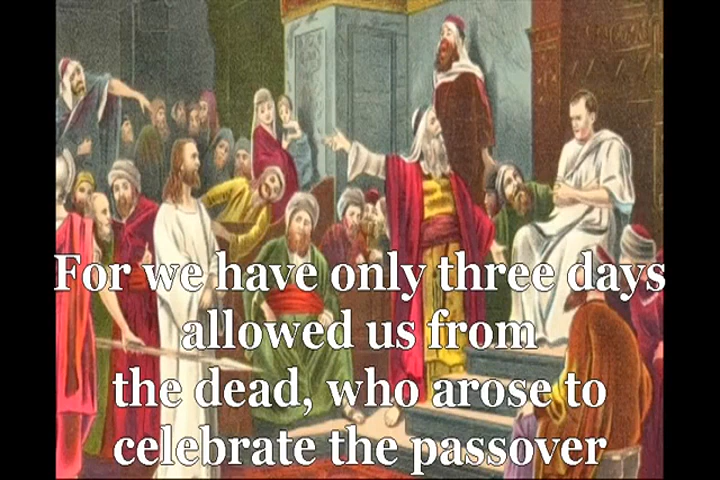 For we have only three days
allowed us from
the dead, who arose to
celebrate the passover